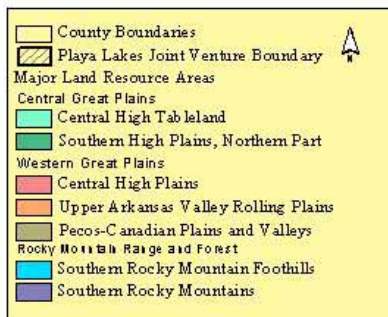 County Boundaries
Playa Lakes Joint Venture Boundary
Major Land Resource Areas
Central Great Plains
Central High Tableland
Southern High Plains, Northern Part
Western Great Plains
Central High Plains
Upper Arkansas Valley Rolling Plains
Pecos-Canadian Plains and Valleys
Rocky Mountain Range and Forest
Southern Rocky Mountain Foothills
Southern Rocky Mountains